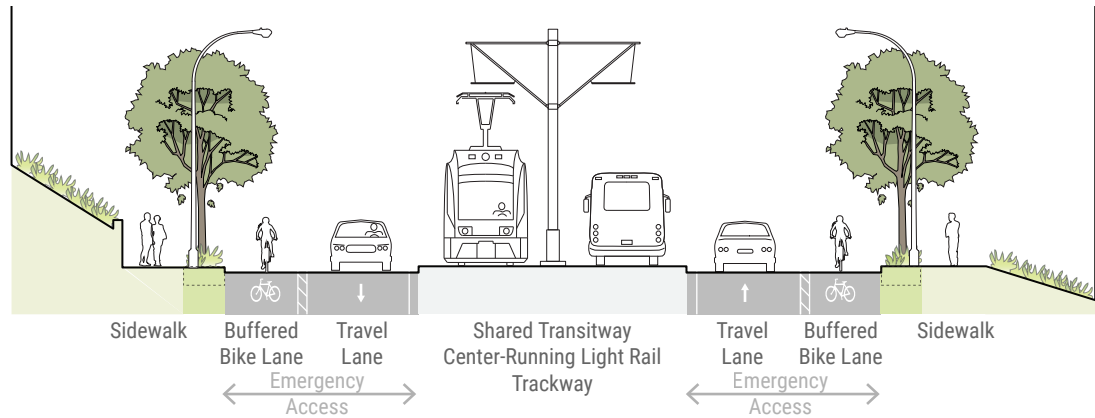 Sidewalk
Buffered
Bike Lane
Travel
Lane
Shared Transitway
Center-Running Light Rail
Trackway
Travel
Lane
Buffered
Bike Lane
Sidewalk
Emergency
Access
Emergency
Access